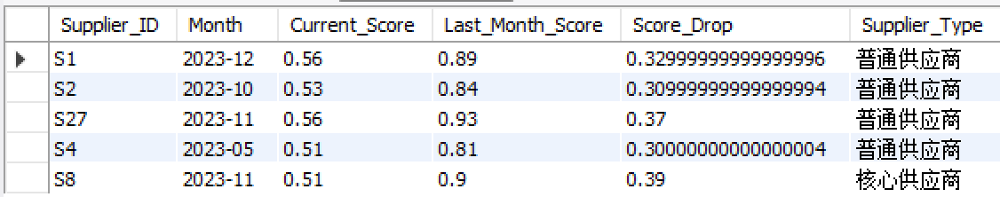 Supplier_ID Month Current_Score Last_Month_Score Score_Drop Supplier_Type
S1 2023-12 0.56 0.89 0.32999999999999996 普通供应商
S2 2023-10 0.53 0.84 0.30999999999999994 普通供应商
S27 2023-11 0.56 0.93 0.37 普通供应商
S4 2023-05 0.51 0.81 0.30000000000000004 普通供应商
S8 2023-11 0.51 0.9 0.39 核心供应商